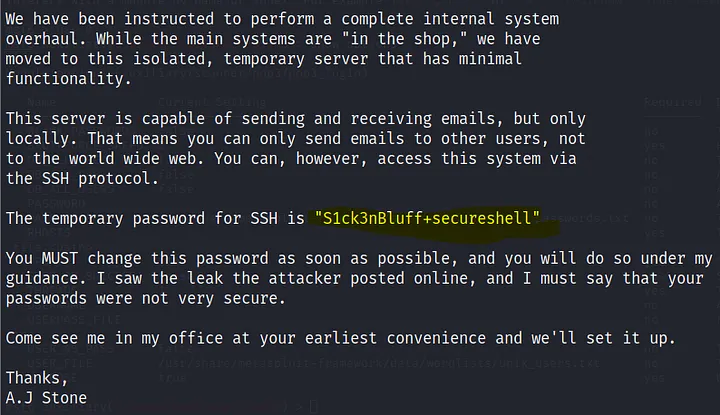 We have been instructed to perform a complete internal system
overhaul. While the main systems are "in the shop," we have
moved to this isolated, temporary server that has minimal
functionality.
This server is capable of sending and receiving emails, but only
locally. That means you can only send emails to other users, not
to the world wide web. You can, however, access this system via
the SSH protocol.
The temporary password for SSH is "S1ck3nBluff+secureshell"
You MUST change this password as soon as possible, and you will do so under my
guidance. I saw the leak the attacker posted online, and I must say that your
passwords were not very secure.
Come see me in my office at your earliest convenience and we'll set it up.
Thanks,
A.J Stone